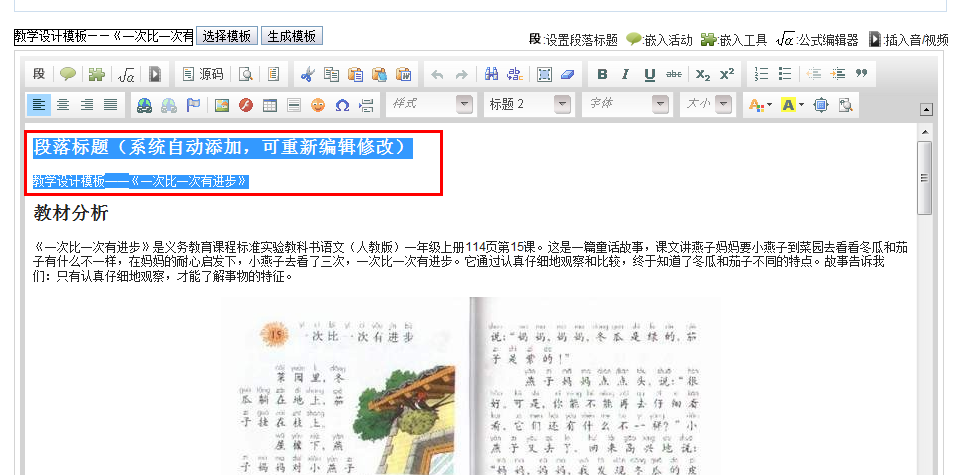 教学设计模板——《一次比一次有 选择模板 生成模板 段:设置段落标题 :嵌入活动 :嵌入工具 √α:公式编辑器 :插入音/视频
段 √α 源码 B I U abc X₂ X²
样式 标题 2 字体 大小 A A
段落标题（系统自动添加，可重新编辑修改）
教学设计模板——《一次比一次有进步》
教材分析
《一次比一次有进步》是义务教育课程标准实验教科书语文（人教版）一年级上册114页第15课。这是一篇童话故事，课文讲燕子妈妈要小燕子到菜园去看看冬瓜和茄
子有什么不一样，在妈妈的耐心启发下，小燕子去看了三次，一次比一次有进步。它通过认真仔细地观察和比较，终于知道了冬瓜和茄子不同的特点。故事告诉我
们：只有认真仔细地观察，才能了解事物的特征。
15 一次比一次有进步
菜园里，冬
瓜躺在地上，茄
子挂在枝上。
屋檐下，燕
子妈妈对小燕子
说：“妈妈，妈妈，冬瓜是绿的，茄
子是紫的！”
燕子妈妈点点头，说：“很
好，可是，你能不能再去仔细看
看，它们还有什么不一样？”小
燕子又去了，回来高兴地说：
“妈妈，妈妈，我发现冬瓜的皮